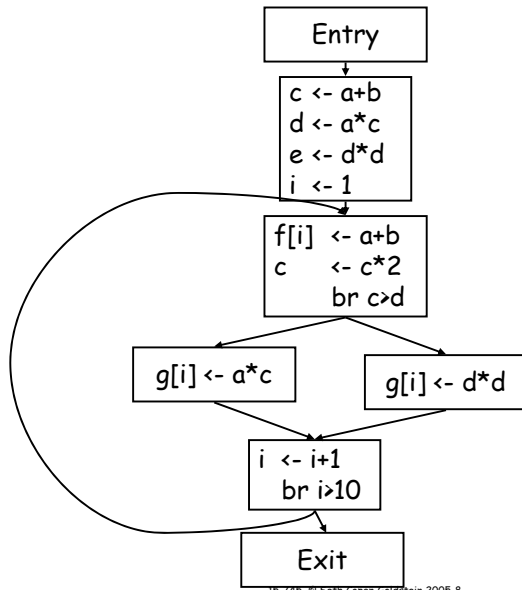 Entry
c <- a+b
d <- a*c
e <- d*d
i <- 1
f[i] <- a+b
c <- c*2
br c>d
g[i] <- a*c
g[i] <- d*d
i <- i+1
br i>10
Exit